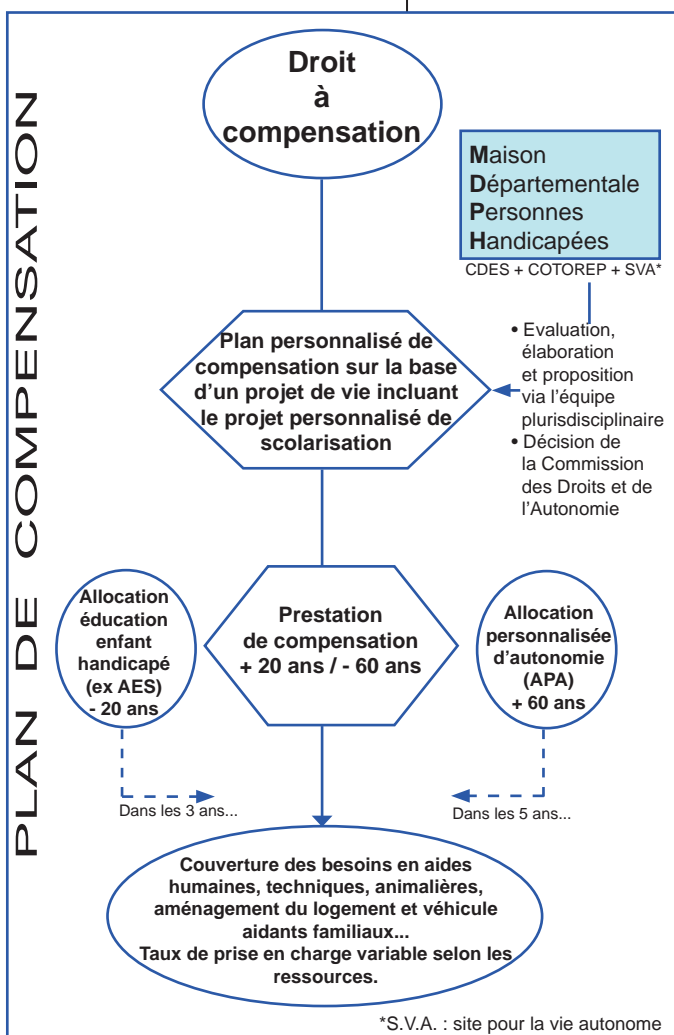 PLAN DE COMPENSATION
Droit
à
compensation
Maison
Départementale
Personnes
Handicapées
CDES + COTOREP + SVA*
Plan personnalisé de
compensation sur la base
d'un projet de vie incluant
le projet personnalisé de
scolarisation
• Evaluation,
élaboration
et proposition
via l'équipe
plurisdisciplinaire
• Décision de
la Commission
des Droits et de
l'Autonomie
Allocation
éducation
enfant
handicapé
(ex AES)
- 20 ans
Prestation
de compensation
+ 20 ans / - 60 ans
Allocation
personnalisée
d'autonomie
(APA)
+ 60 ans
Dans les 3 ans...
Dans les 5 ans...
Couverture des besoins en aides
humaines, techniques, animalières,
aménagement du logement et véhicule
aidants familiaux...
Taux de prise en charge variable selon les
ressources.
*S.V.A. : site pour la vie autonome